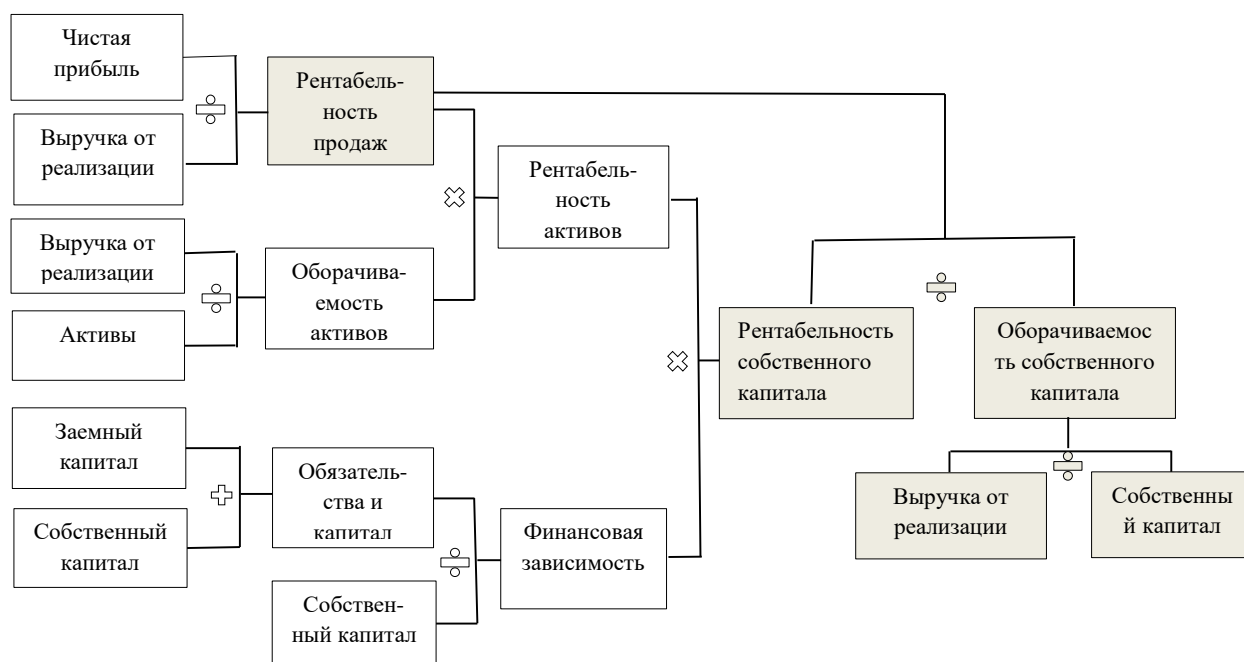 Чистая
прибыль
Выручка от
реализации
Рентабель-
ность
продаж
Выручка от
реализации
Активы
Оборачива-
емость
активов
Рентабель-
ность
активов
Заемный
капитал
Собственный
капитал
Обязатель-
ства и
капитал
Собствен-
ный капитал
Финансовая
зависимость
Рентабельность
собственного
капитала
Оборачиваемос
ть собственного
капитала
Выручка от
реализации
Собственны
й капитал